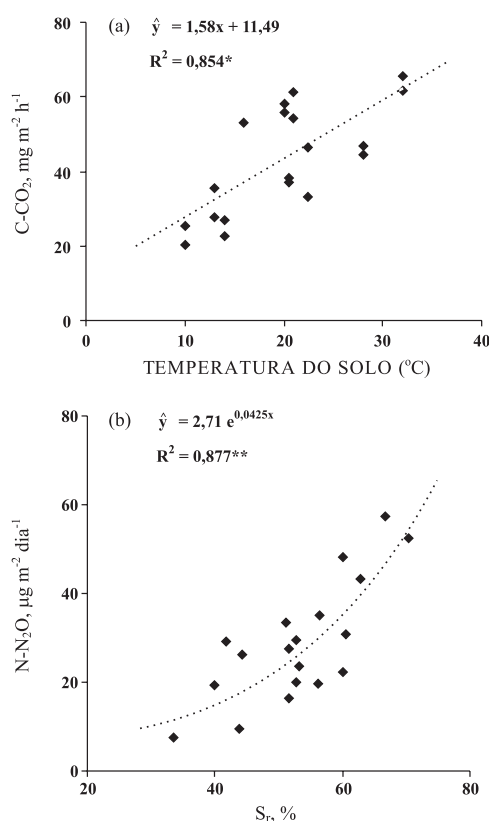 80
(a)
ŷ = 1,58x + 11,49
R² = 0,854*
60
40
20
0
C-CO₂, mg m⁻² h⁻¹
0 10 20 30 40
TEMPERATURA DO SOLO (ºC)
80
(b)
ŷ = 2,71 e^0,0425x
R² = 0,877**
60
40
20
0
N-N₂O, µg m⁻² dia⁻¹
20 40 60 80
Sᵣ, %